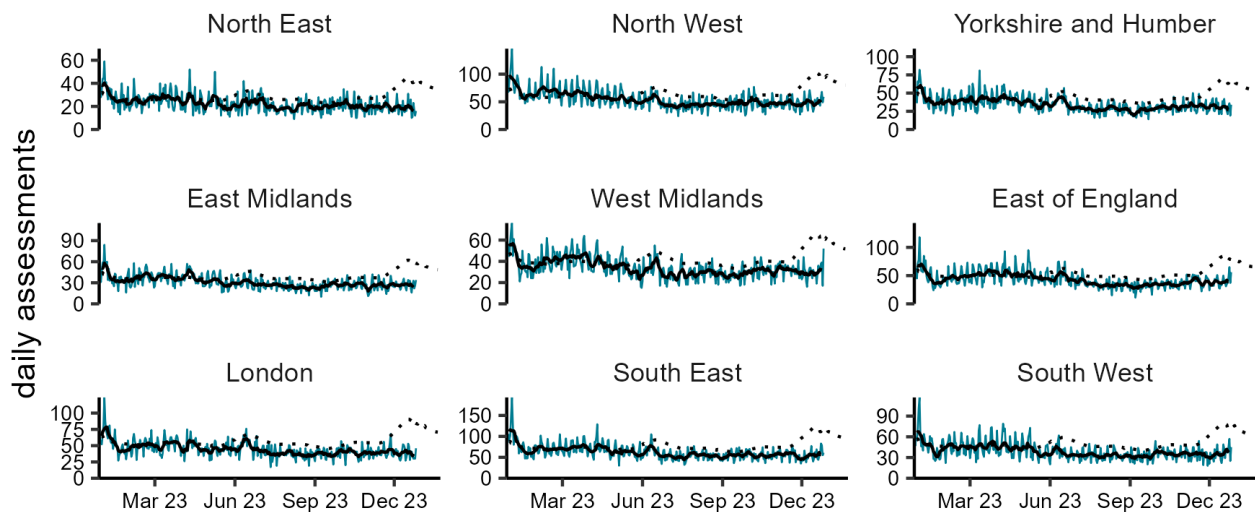 North East
North West
Yorkshire and Humber
60
40
20
0
100
50
0
100
75
50
25
0
daily assessments
East Midlands
West Midlands
East of England
90
60
30
0
60
40
20
0
100
50
0
London
South East
South West
100
75
50
25
0
150
100
50
0
90
60
30
0
Mar 23 Jun 23 Sep 23 Dec 23
Mar 23 Jun 23 Sep 23 Dec 23
Mar 23 Jun 23 Sep 23 Dec 23